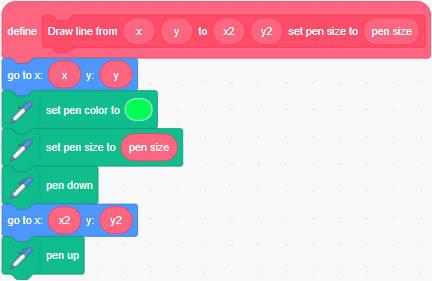 define Draw line from x y to x2 y2 set pen size to pen size
go to x: x y: y
set pen color to
set pen size to pen size
pen down
go to x: x2 y: y2
pen up